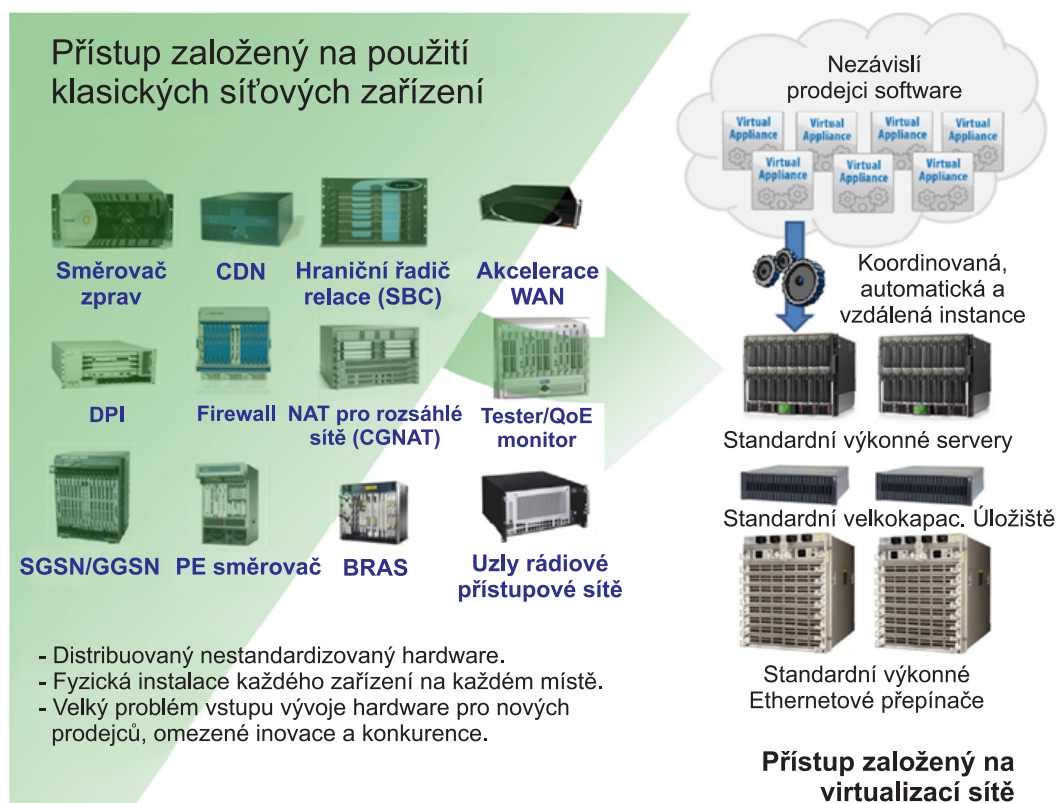 Přístup založený na použití
klasických síťových zařízení
Směrovač
zprav
CDN
Hraniční řadič
relace (SBC)
Akcelerace
WAN
DPI
Firewall
NAT pro rozsáhlé
sítě (CGNAT)
Tester/QoE
monitor
SGSN/GGSN
PE směrovač
BRAS
Uzly rádiové
přístupové sítě
- Distribuovaný nestandardizovaný hardware.
- Fyzická instalace každého zařízení na každém místě.
- Velký problém vstupu vývoje hardware pro nových
prodejců, omezené inovace a konkurence.
Nezávislí
prodejci software
Virtual
Appliance
Virtual
Appliance
Virtual
Appliance
Virtual
Appliance
Virtual
Appliance
Virtual
Appliance
Virtual
Appliance
Koordinovaná,
automatická a
vzdálená instance
Standardní výkonné servery
Standardní velkokapac. Úložiště
Standardní výkonné
Ethernetové přepínače
Přístup založený na
virtualizací sítě